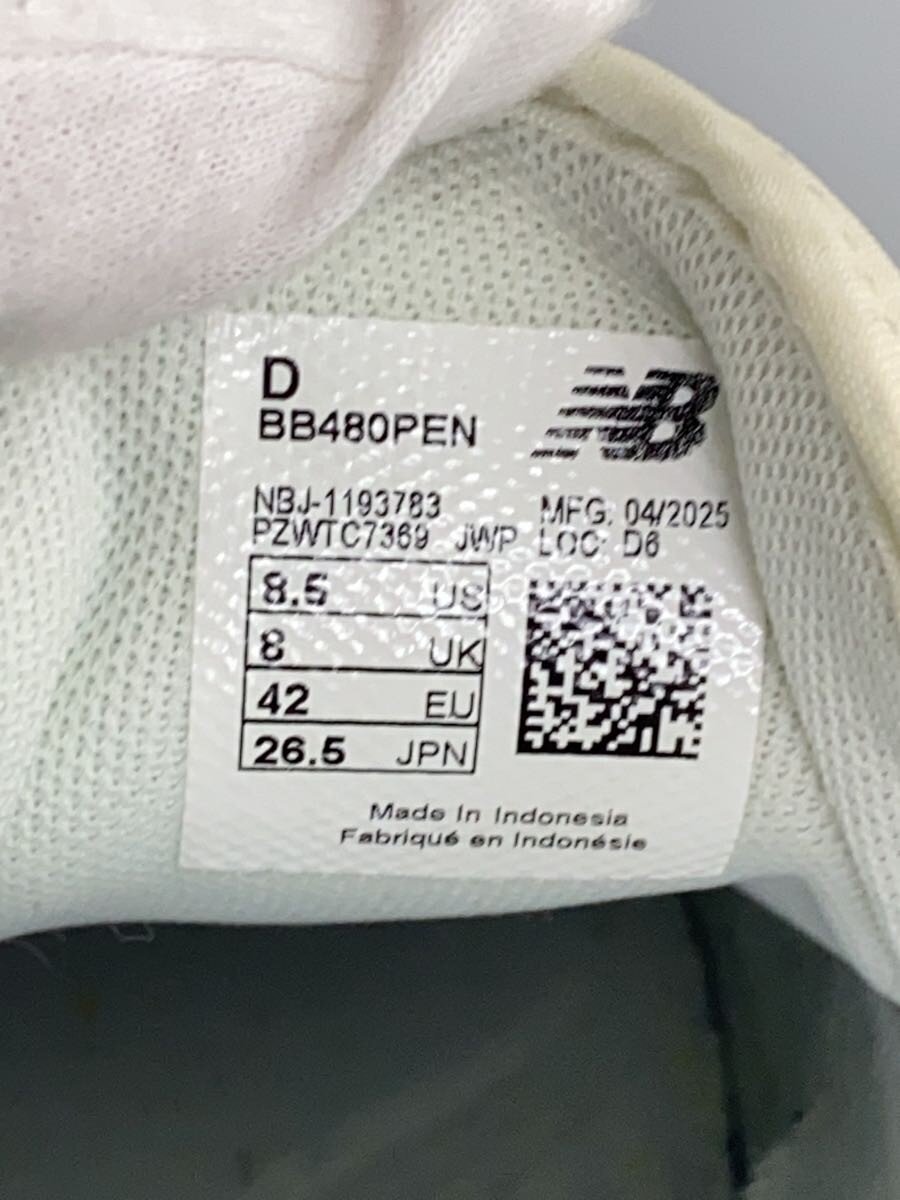 D
BB480PEN
NB
NBJ-1193783
PZWTC7369 JWP
MFG: 04/2025
LOC: D6
8.5 US
8 UK
42 EU
26.5 JPN
Made In Indonesia
Fabriqué en Indonésie